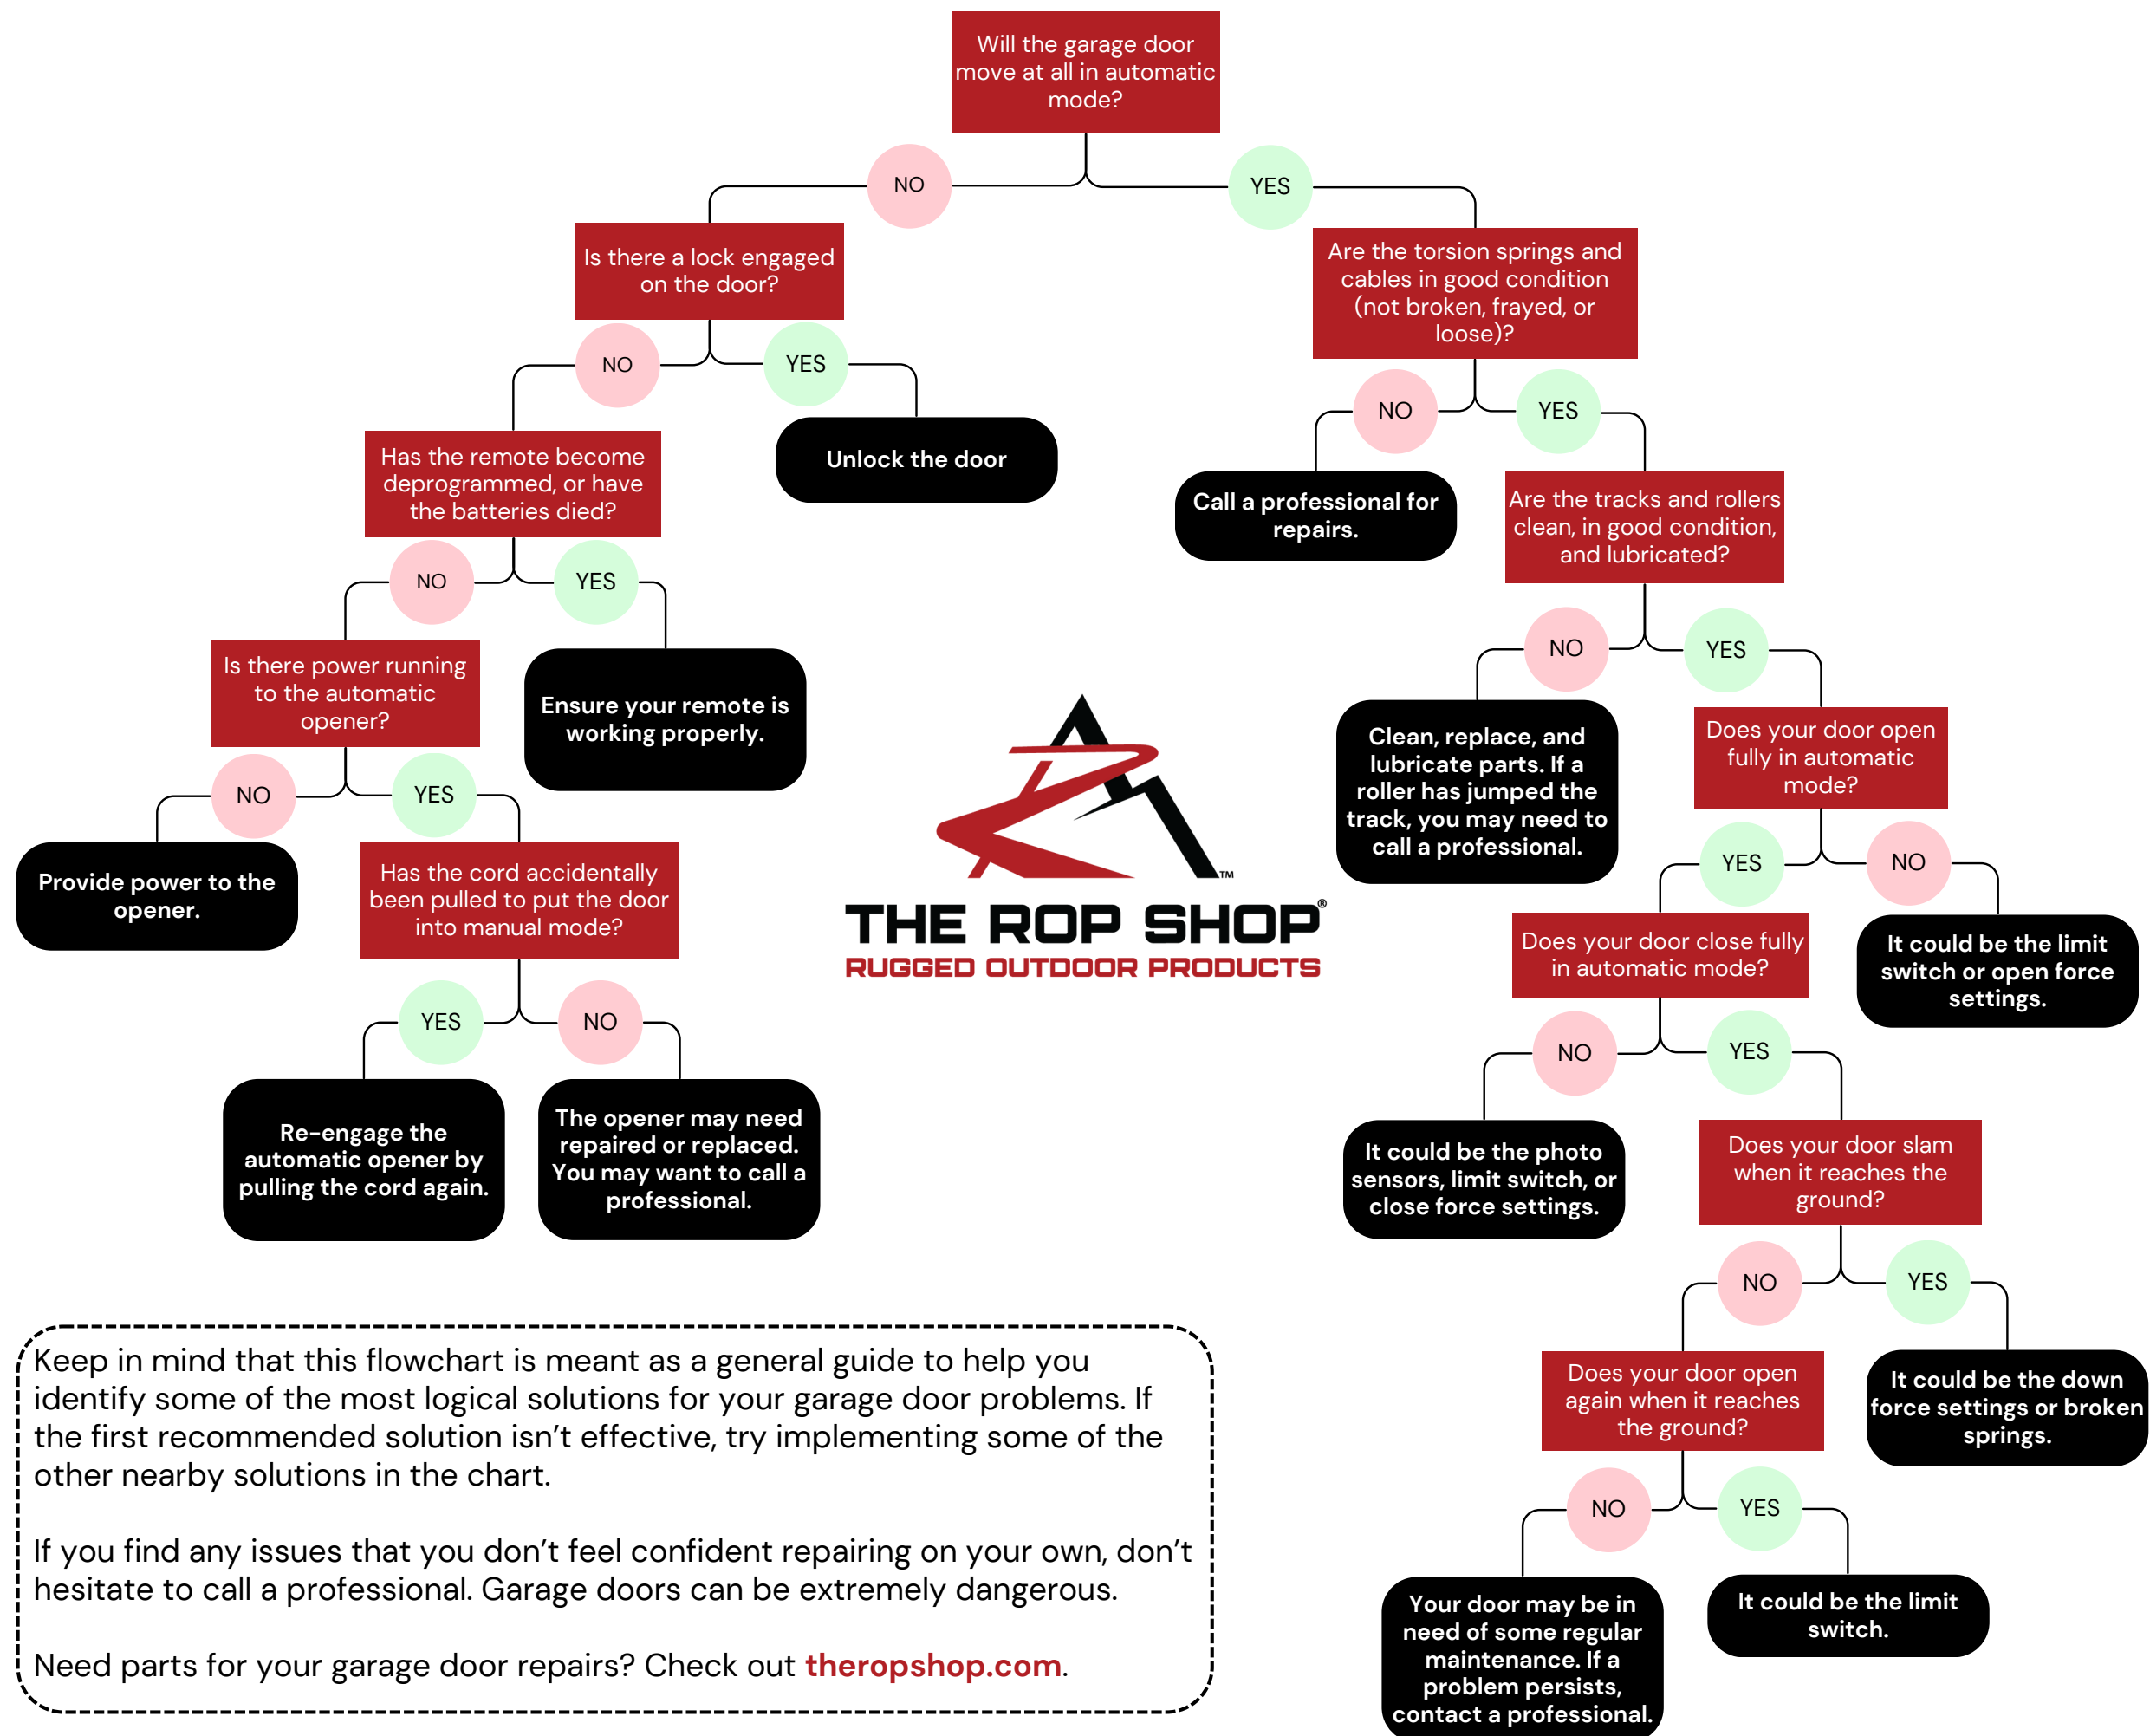 Will the garage door
move at all in automatic
mode?
NO
YES
Is there a lock engaged
on the door?
Are the torsion springs and
cables in good condition
(not broken, frayed, or
loose)?
NO
YES
NO
YES
Unlock the door
Has the remote become
deprogrammed, or have
the batteries died?
Call a professional for
repairs.
Are the tracks and rollers
clean, in good condition,
and lubricated?
NO
YES
NO
YES
Is there power running
to the automatic
opener?
Ensure your remote is
working properly.
Clean, replace, and
lubricate parts. If a
roller has jumped the
track, you may need to
call a professional.
Does your door open
fully in automatic
mode?
NO
YES
YES
NO
Provide power to the
opener.
Has the cord accidentally
been pulled to put the door
into manual mode?
TM
THE ROP SHOP®
RUGGED OUTDOOR PRODUCTS
Does your door close fully
in automatic mode?
It could be the limit
switch or open force
settings.
YES
NO
NO
YES
Re-engage the
automatic opener by
pulling the cord again.
The opener may need
repaired or replaced.
You may want to call a
professional.
It could be the photo
sensors, limit switch, or
close force settings.
Does your door slam
when it reaches the
ground?
NO
YES
Does your door open
again when it reaches
the ground?
It could be the down
force settings or broken
springs.
NO
YES
Your door may be in
need of some regular
maintenance. If a
problem persists,
contact a professional.
It could be the limit
switch.
Keep in mind that this flowchart is meant as a general guide to help you
identify some of the most logical solutions for your garage door problems. If
the first recommended solution isn’t effective, try implementing some of the
other nearby solutions in the chart.
If you find any issues that you don’t feel confident repairing on your own, don’t
hesitate to call a professional. Garage doors can be extremely dangerous.
Need parts for your garage door repairs? Check out theropshop.com.